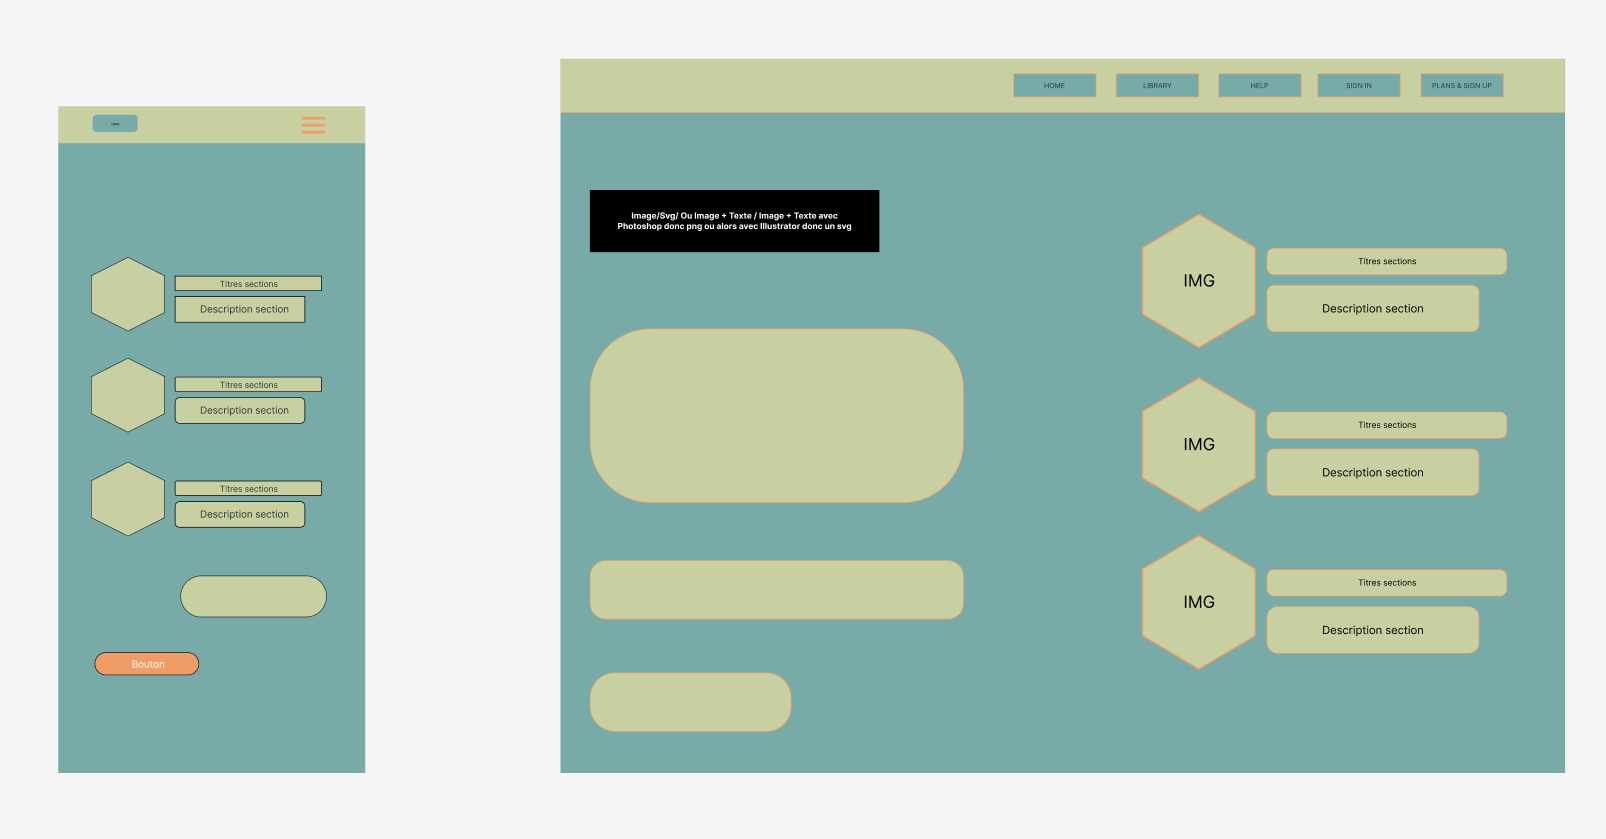 Titres sections
Description section
Titres sections
Description section
Titres sections
Description section
Bouton
HOME
LIBRARY
HELP
SIGN IN
PLANS & SIGN UP
Image/Svg/ Ou Image + Texte / Image + Texte avec
Photoshop donc png ou alors avec Illustrator donc un svg
IMG
Titres sections
Description section
IMG
Titres sections
Description section
IMG
Titres sections
Description section